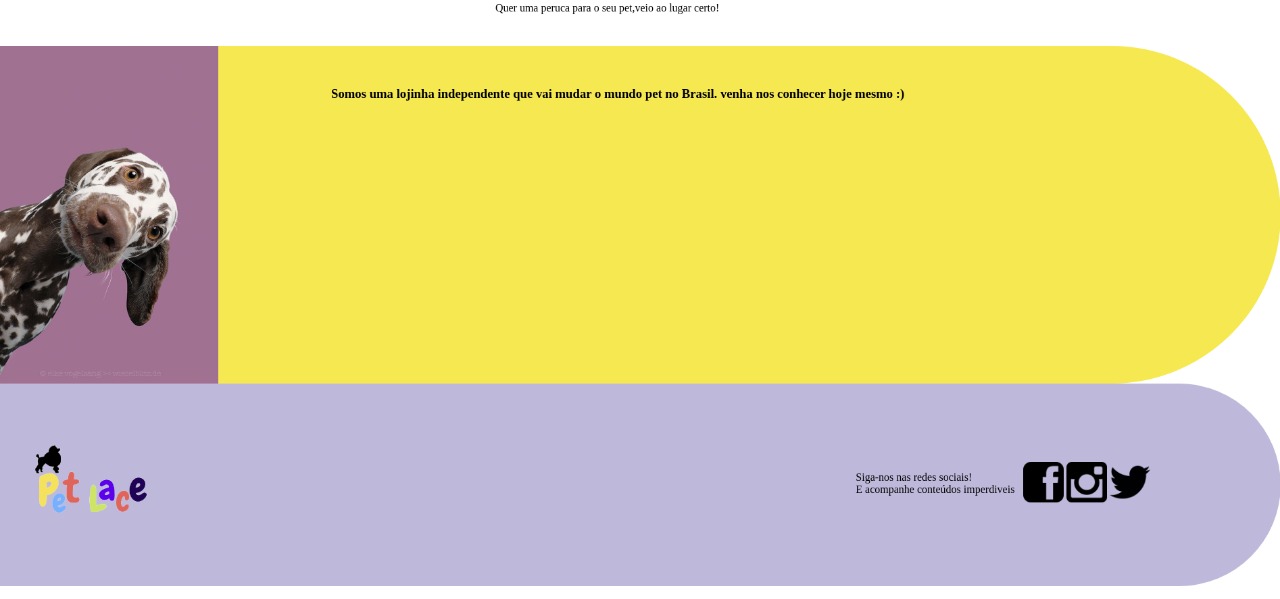 Quer uma peruca para o seu pet,veio ao lugar certo!
Somos uma lojinha independente que vai mudar o mundo pet no Brasil. venha nos conhecer hoje mesmo :)
Pet Lace
Siga-nos nas redes sociais!
E acompanhe conteúdos imperdiveis